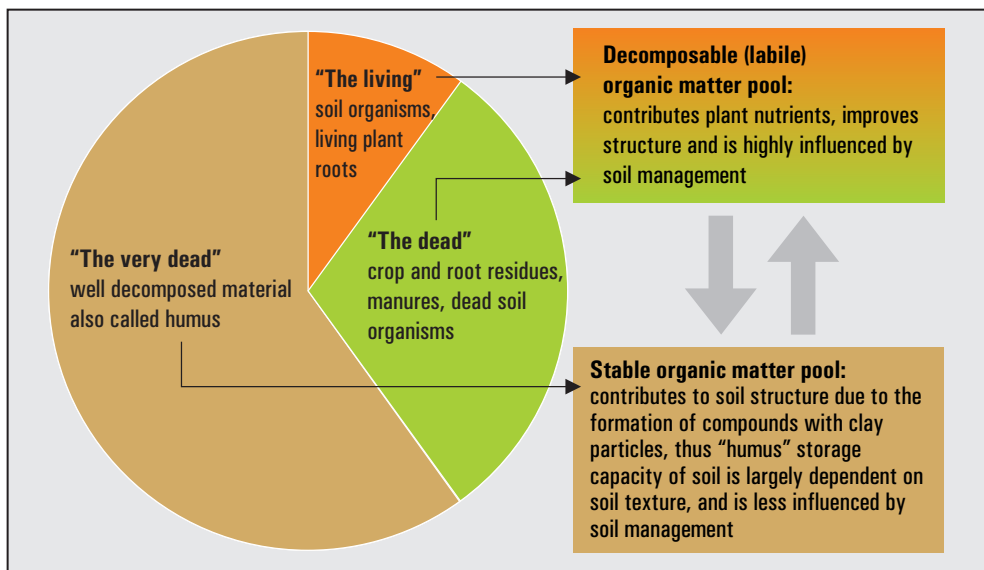 “The living”
soil organisms,
living plant
roots
“The dead”
crop and root residues,
manures, dead soil
organisms
“The very dead”
well decomposed material
also called humus
Decomposable (labile)
organic matter pool:
contributes plant nutrients, improves
structure and is highly influenced by
soil management
Stable organic matter pool:
contributes to soil structure due to the
formation of compounds with clay
particles, thus “humus” storage
capacity of soil is largely dependent on
soil texture, and is less influenced by
soil management